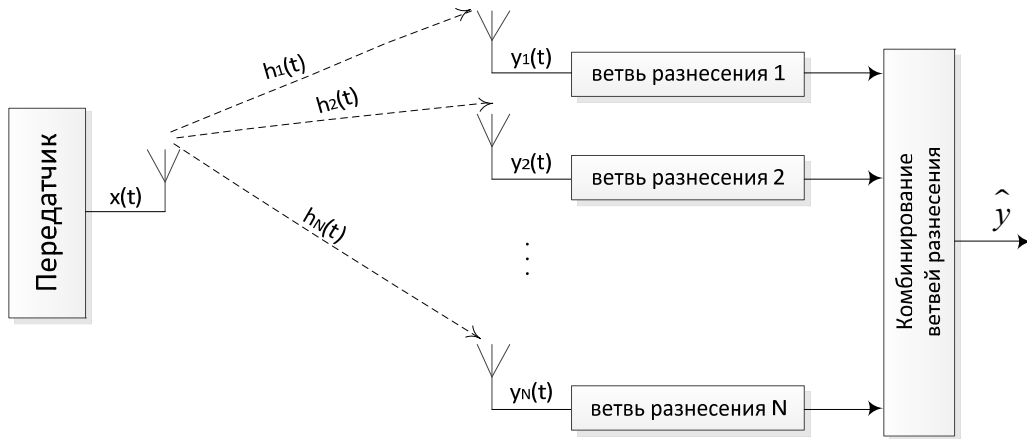 Передатчик
x(t)
h1(t)
h2(t)
hN(t)
y1(t)
ветвь разнесения 1
y2(t)
ветвь разнесения 2
. . .
yN(t)
ветвь разнесения N
Комбинирование
ветвей разнесения
ŷ